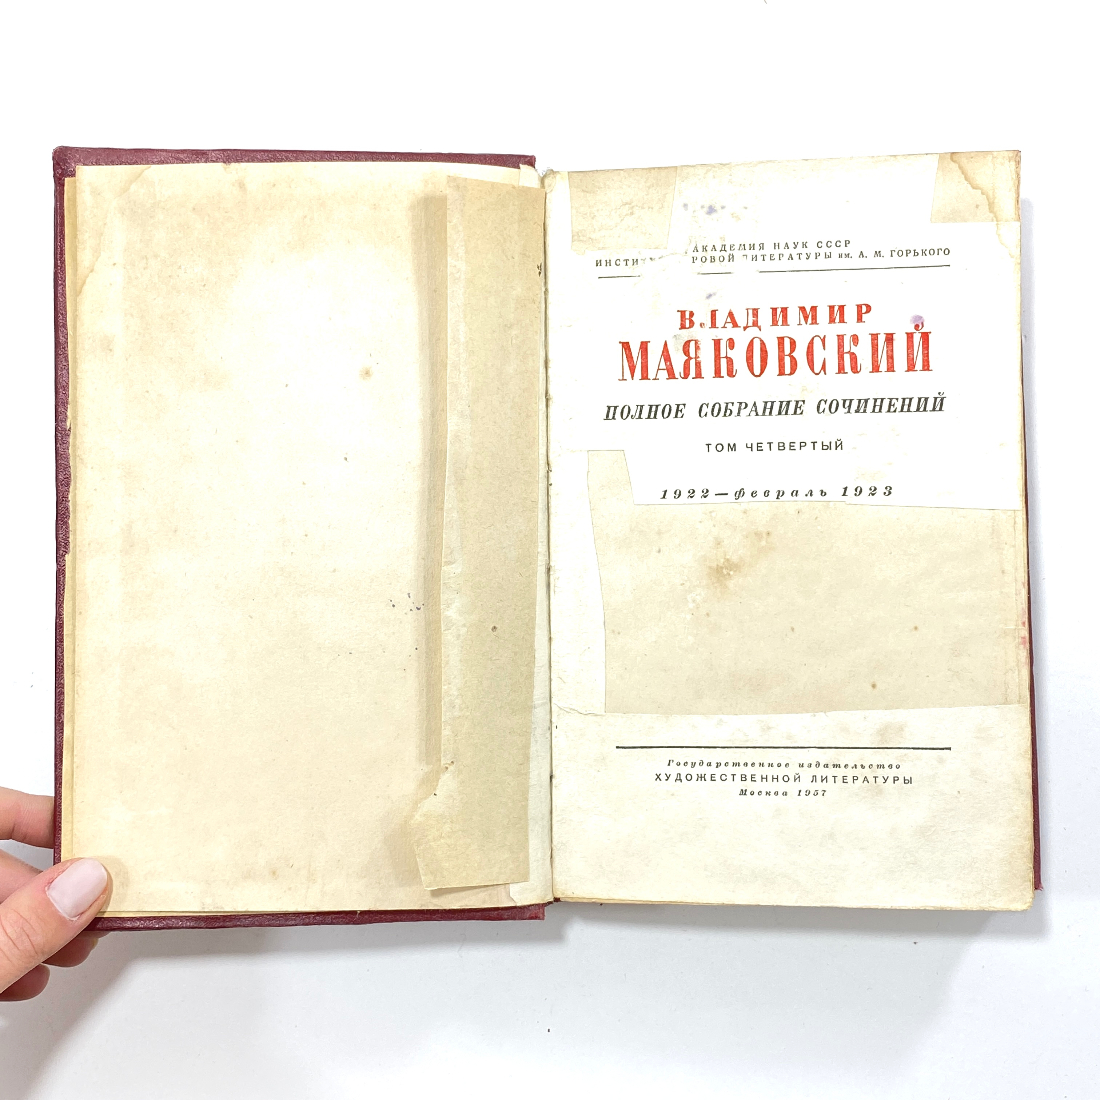 АКАДЕМИЯ НАУК СССР
ИНСТИ РОВОЙ ЛИТЕРАТУРЫ им. А. М. ГОРЬКОГО
ВЛАДИМИР
МАЯКОВСКИЙ
ПОЛНОЕ СОБРАНИЕ СОЧИНЕНИЙ
ТОМ ЧЕТВЕРТЫЙ
1922—февраль 1923
Государственное издательство
ХУДОЖЕСТВЕННОЙ ЛИТЕРАТУРЫ
Москва 1957